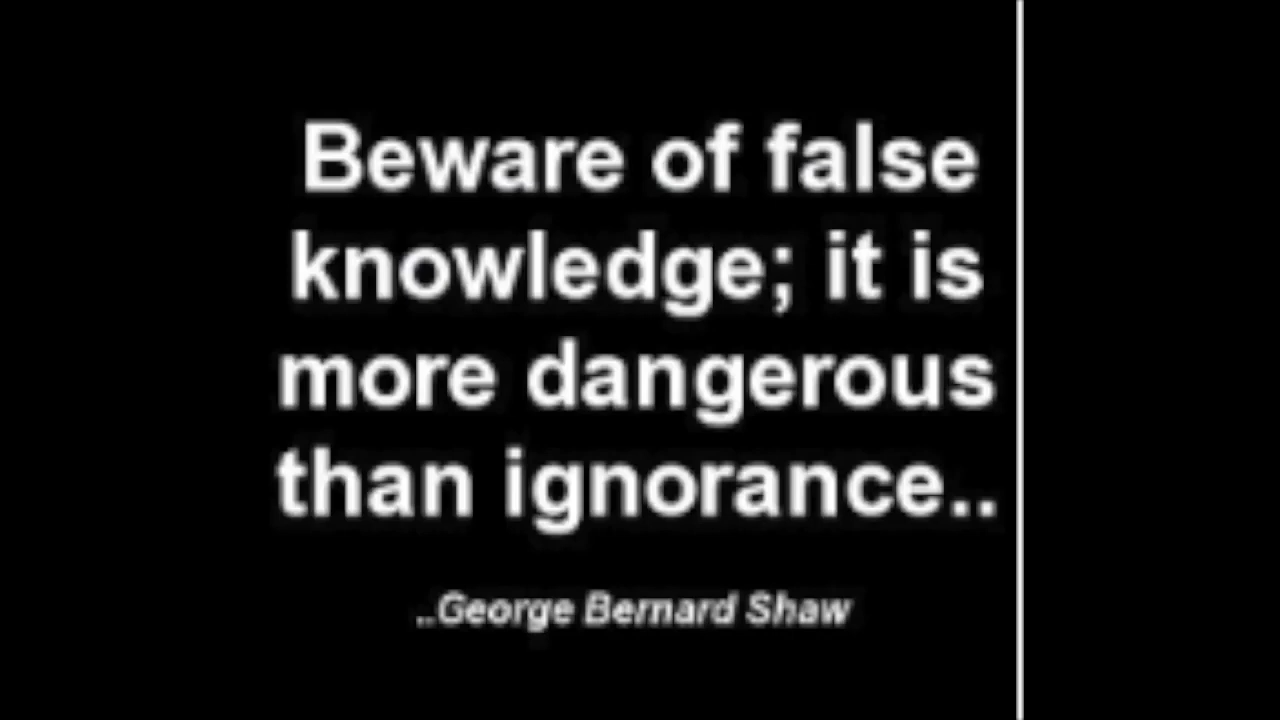 Beware of false
knowledge; it is
more dangerous
than ignorance..
..George Bernard Shaw